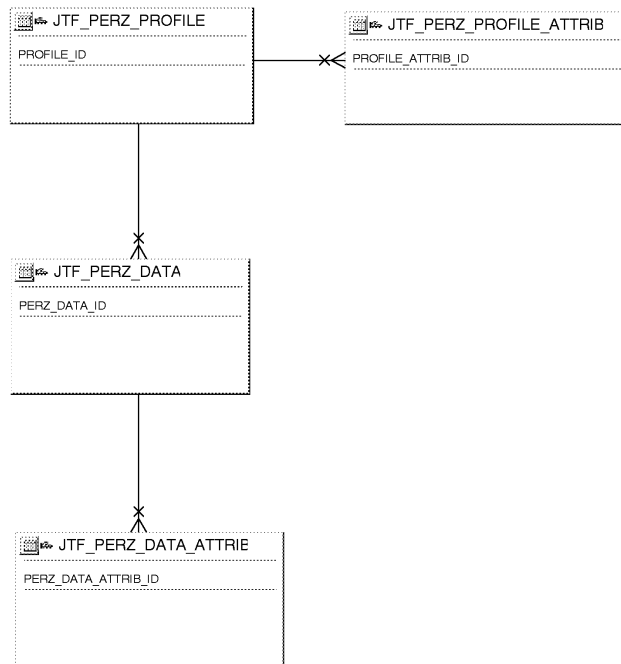 JTF_PERZ_PROFILE
PROFILE_ID
JTF_PERZ_PROFILE_ATTRIB
PROFILE_ATTRIB_ID
JTF_PERZ_DATA
PERZ_DATA_ID
JTF_PERZ_DATA_ATTRIE
PERZ_DATA_ATTRIB_ID